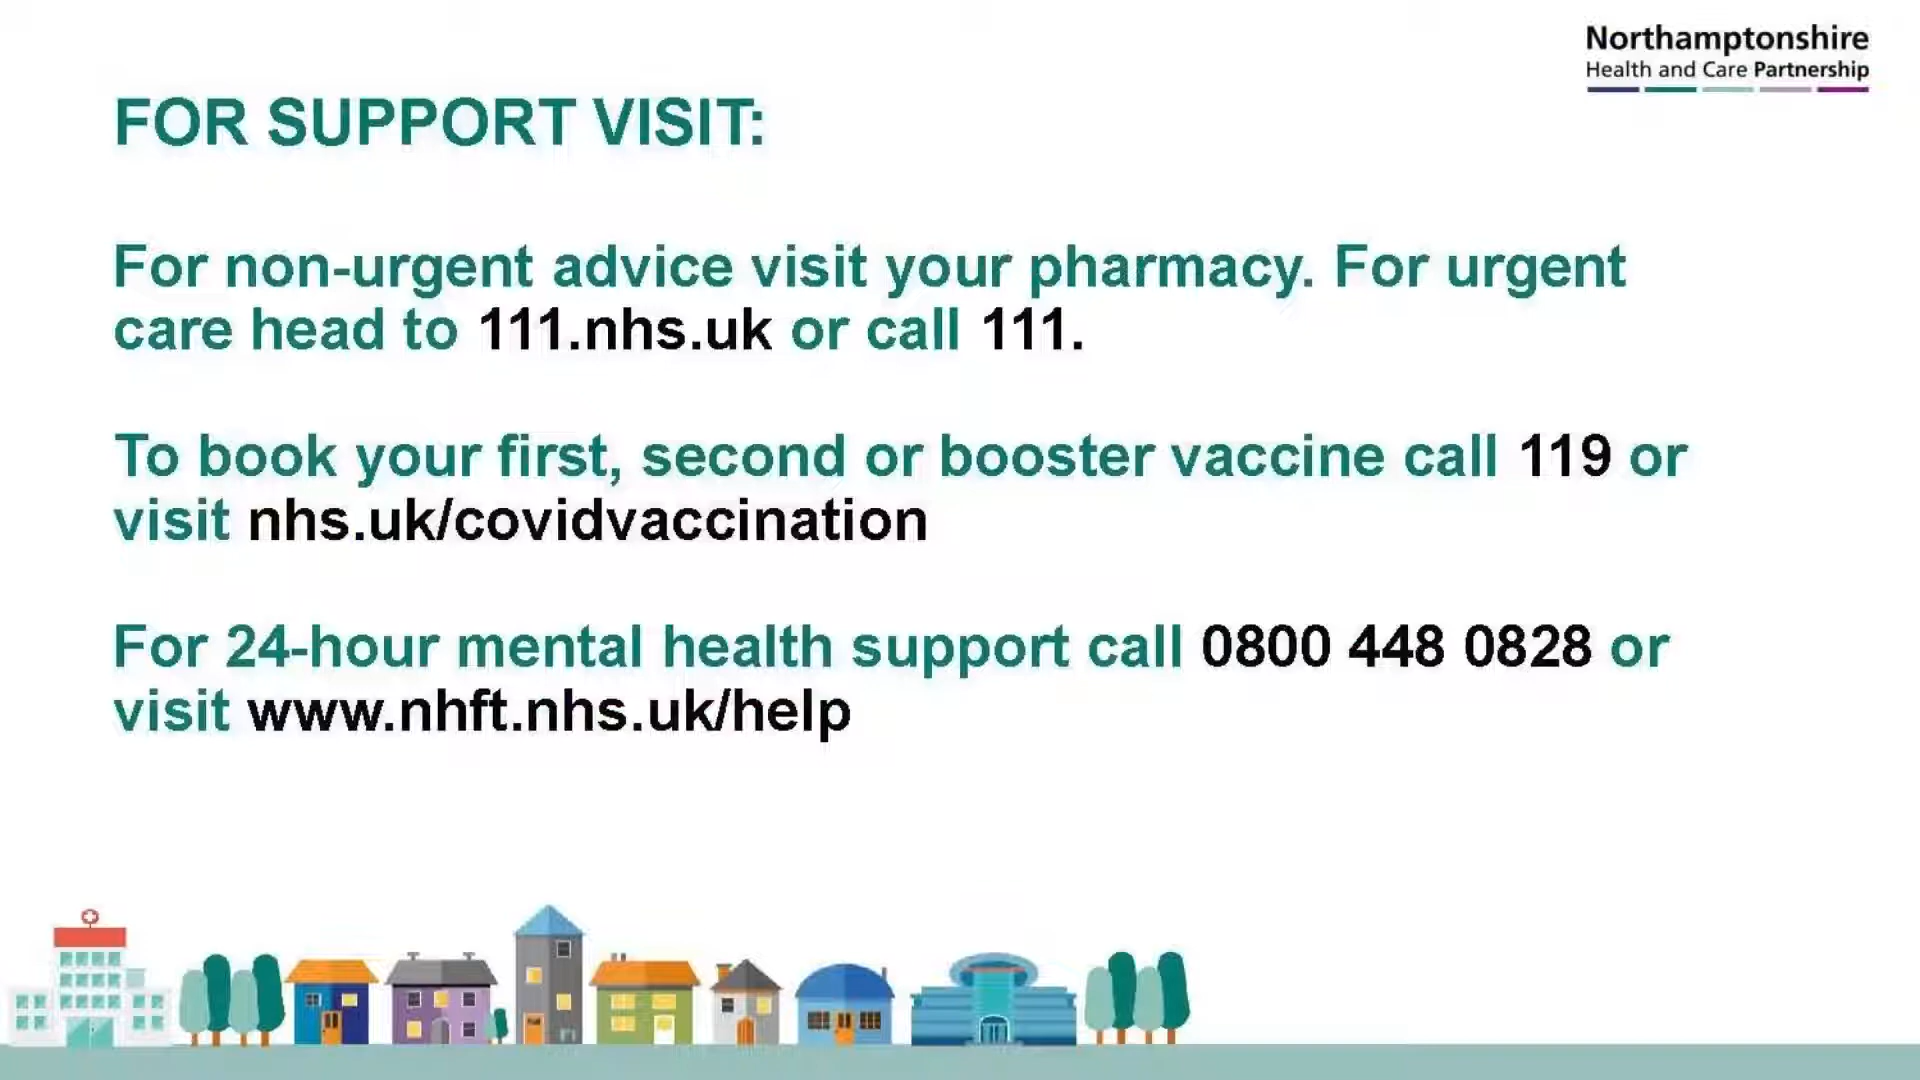 Northamptonshire
Health and Care Partnership
FOR SUPPORT VISIT:
For non-urgent advice visit your pharmacy. For urgent
care head to 111.nhs.uk or call 111.
To book your first, second or booster vaccine call 119 or
visit nhs.uk/covidvaccination
For 24-hour mental health support call 0800 448 0828 or
visit www.nhft.nhs.uk/help